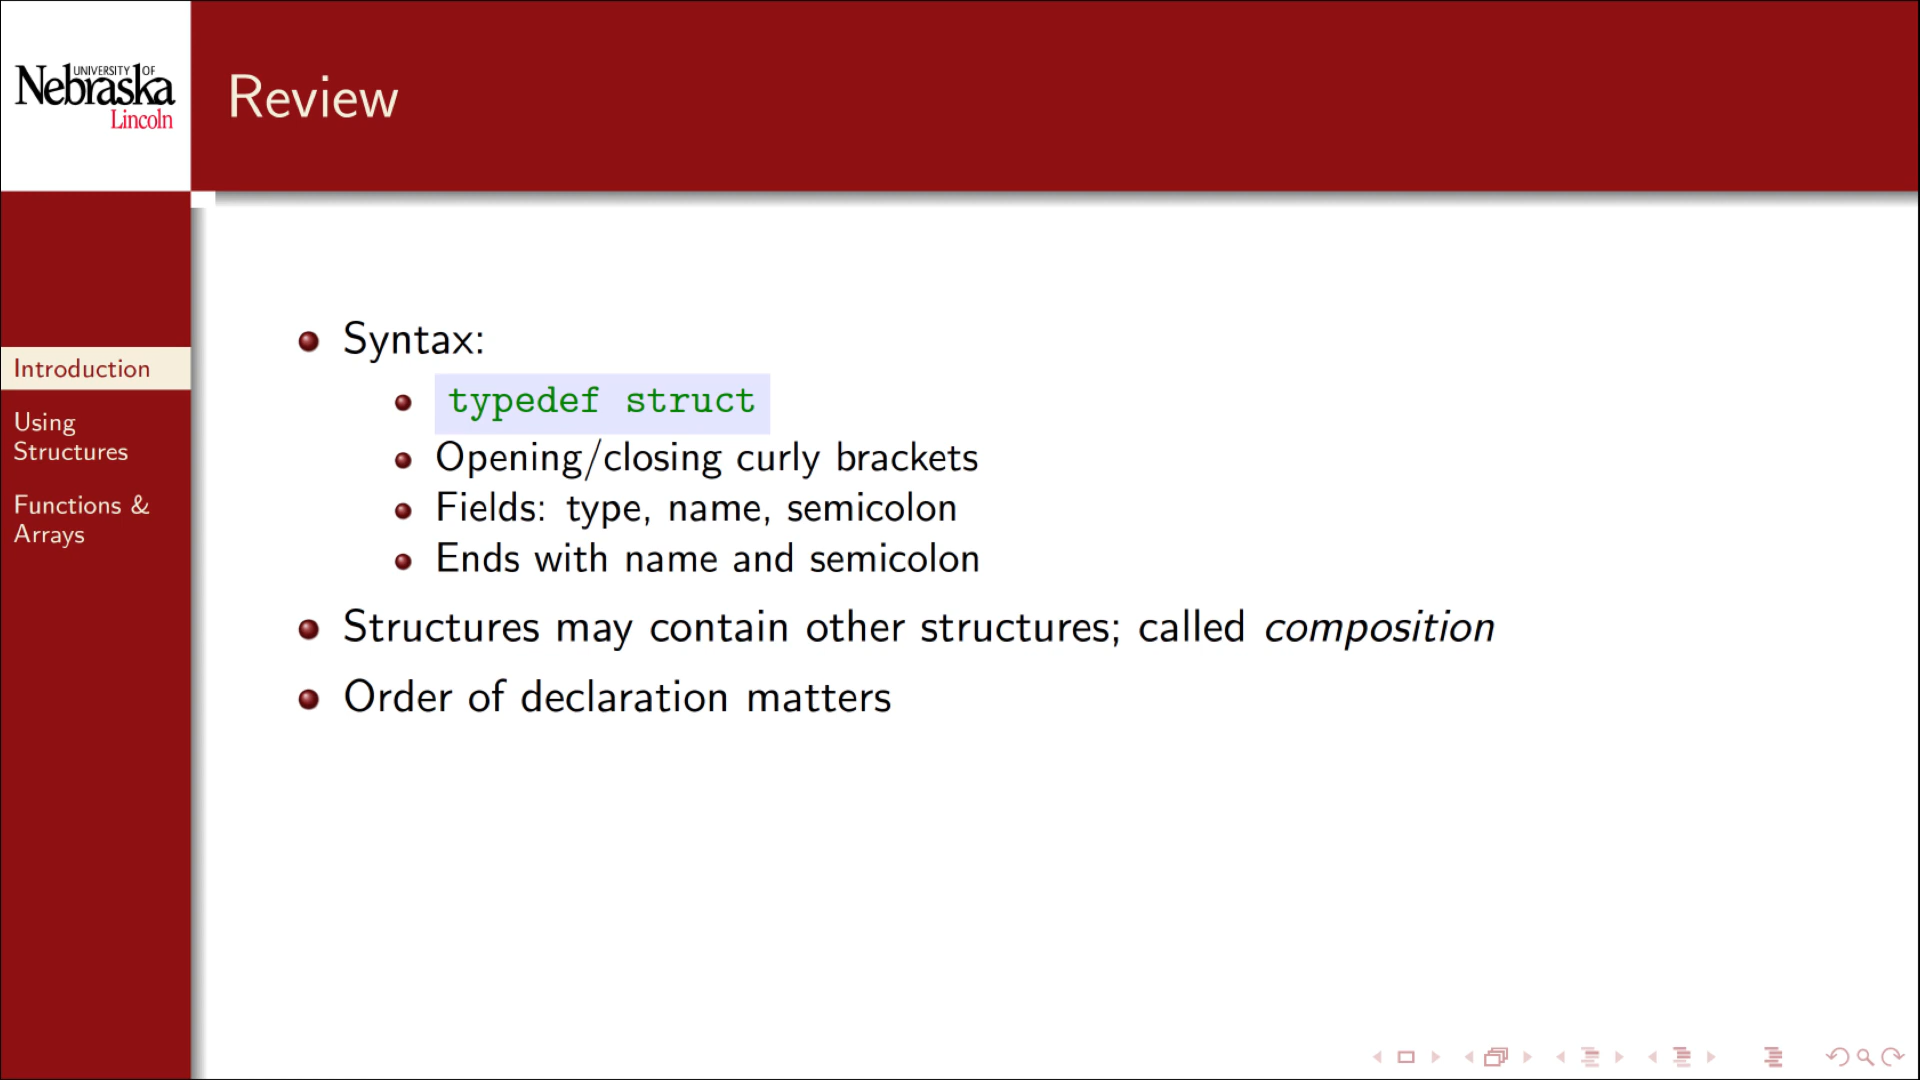 UNIVERSITY OF
Nebraska
Lincoln
Review
Introduction
Using
Structures
Functions &
Arrays
Syntax:
typedef struct
Opening/closing curly brackets
Fields: type, name, semicolon
Ends with name and semicolon
Structures may contain other structures; called composition
Order of declaration matters